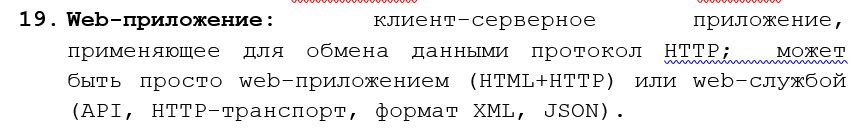 19. Web-приложение: клиент-серверное приложение,
применяющее для обмена данными протокол HTTP; может
быть просто web-приложением (HTML+HTTP) или web-службой
(API, HTTP-транспорт, формат XML, JSON).